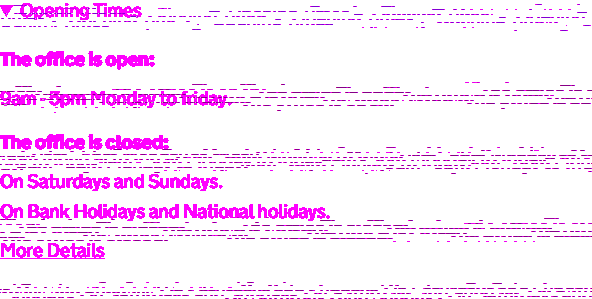 ▼ Opening Times
The office is open:
9am - 5pm Monday to friday.
The office is closed:
On Saturdays and Sundays.
On Bank Holidays and National holidays.
More Details